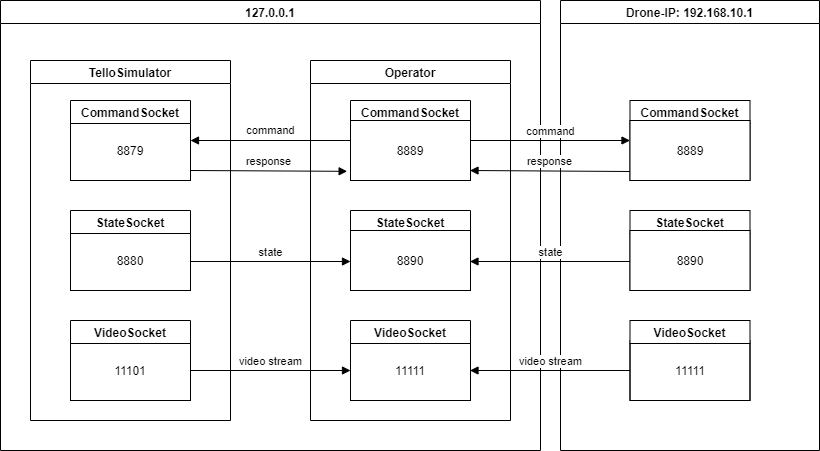 127.0.0.1
Drone-IP: 192.168.10.1
TelloSimulator
Operator
CommandSocket
8879
command
response
CommandSocket
8889
command
response
CommandSocket
8889
StateSocket
8880
state
StateSocket
8890
state
StateSocket
8890
VideoSocket
11101
video stream
VideoSocket
11111
video stream
VideoSocket
11111